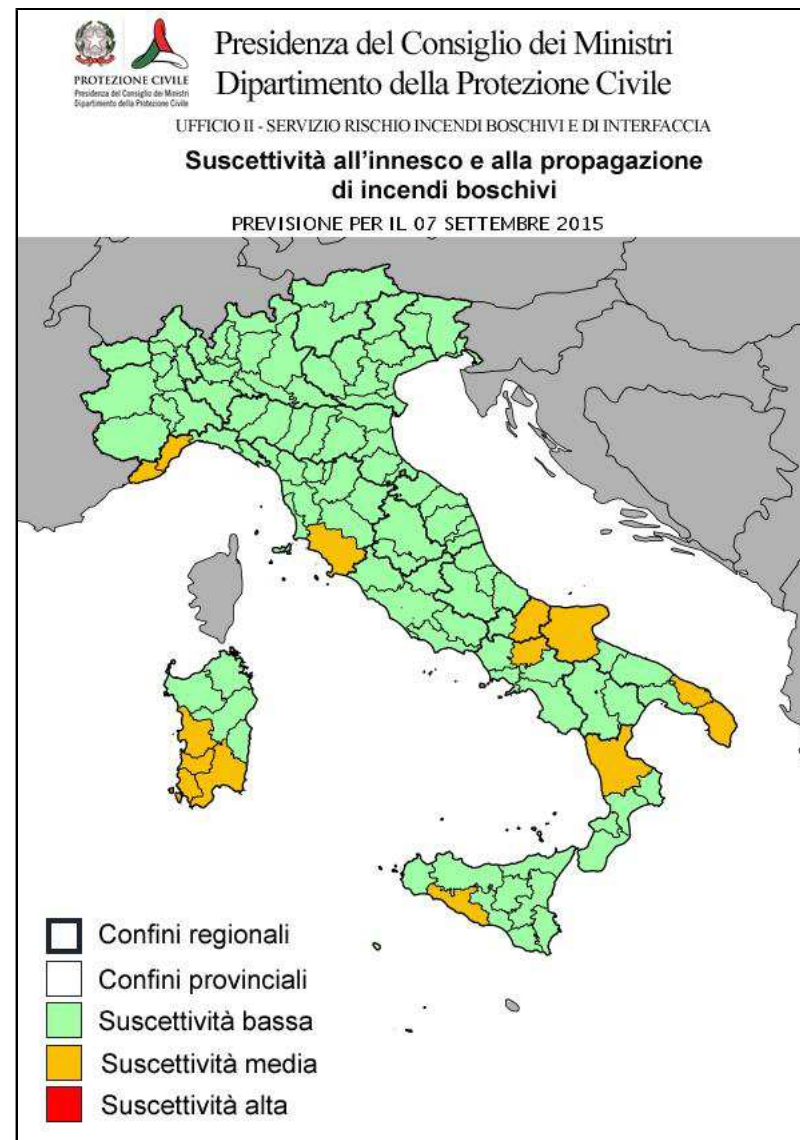 PROTEZIONE CIVILE
Presidenza del Consiglio dei Ministri
Dipartimento della Protezione Civile
Presidenza del Consiglio dei Ministri
Dipartimento della Protezione Civile
UFFICIO II - SERVIZIO RISCHIO INCENDI BOSCHIVI E DI INTERFACCIA
Suscettività all'innesco e alla propagazione
di incendi boschivi
PREVISIONE PER IL 07 SETTEMBRE 2015
Confini regionali
Confini provinciali
Suscettività bassa
Suscettività media
Suscettività alta